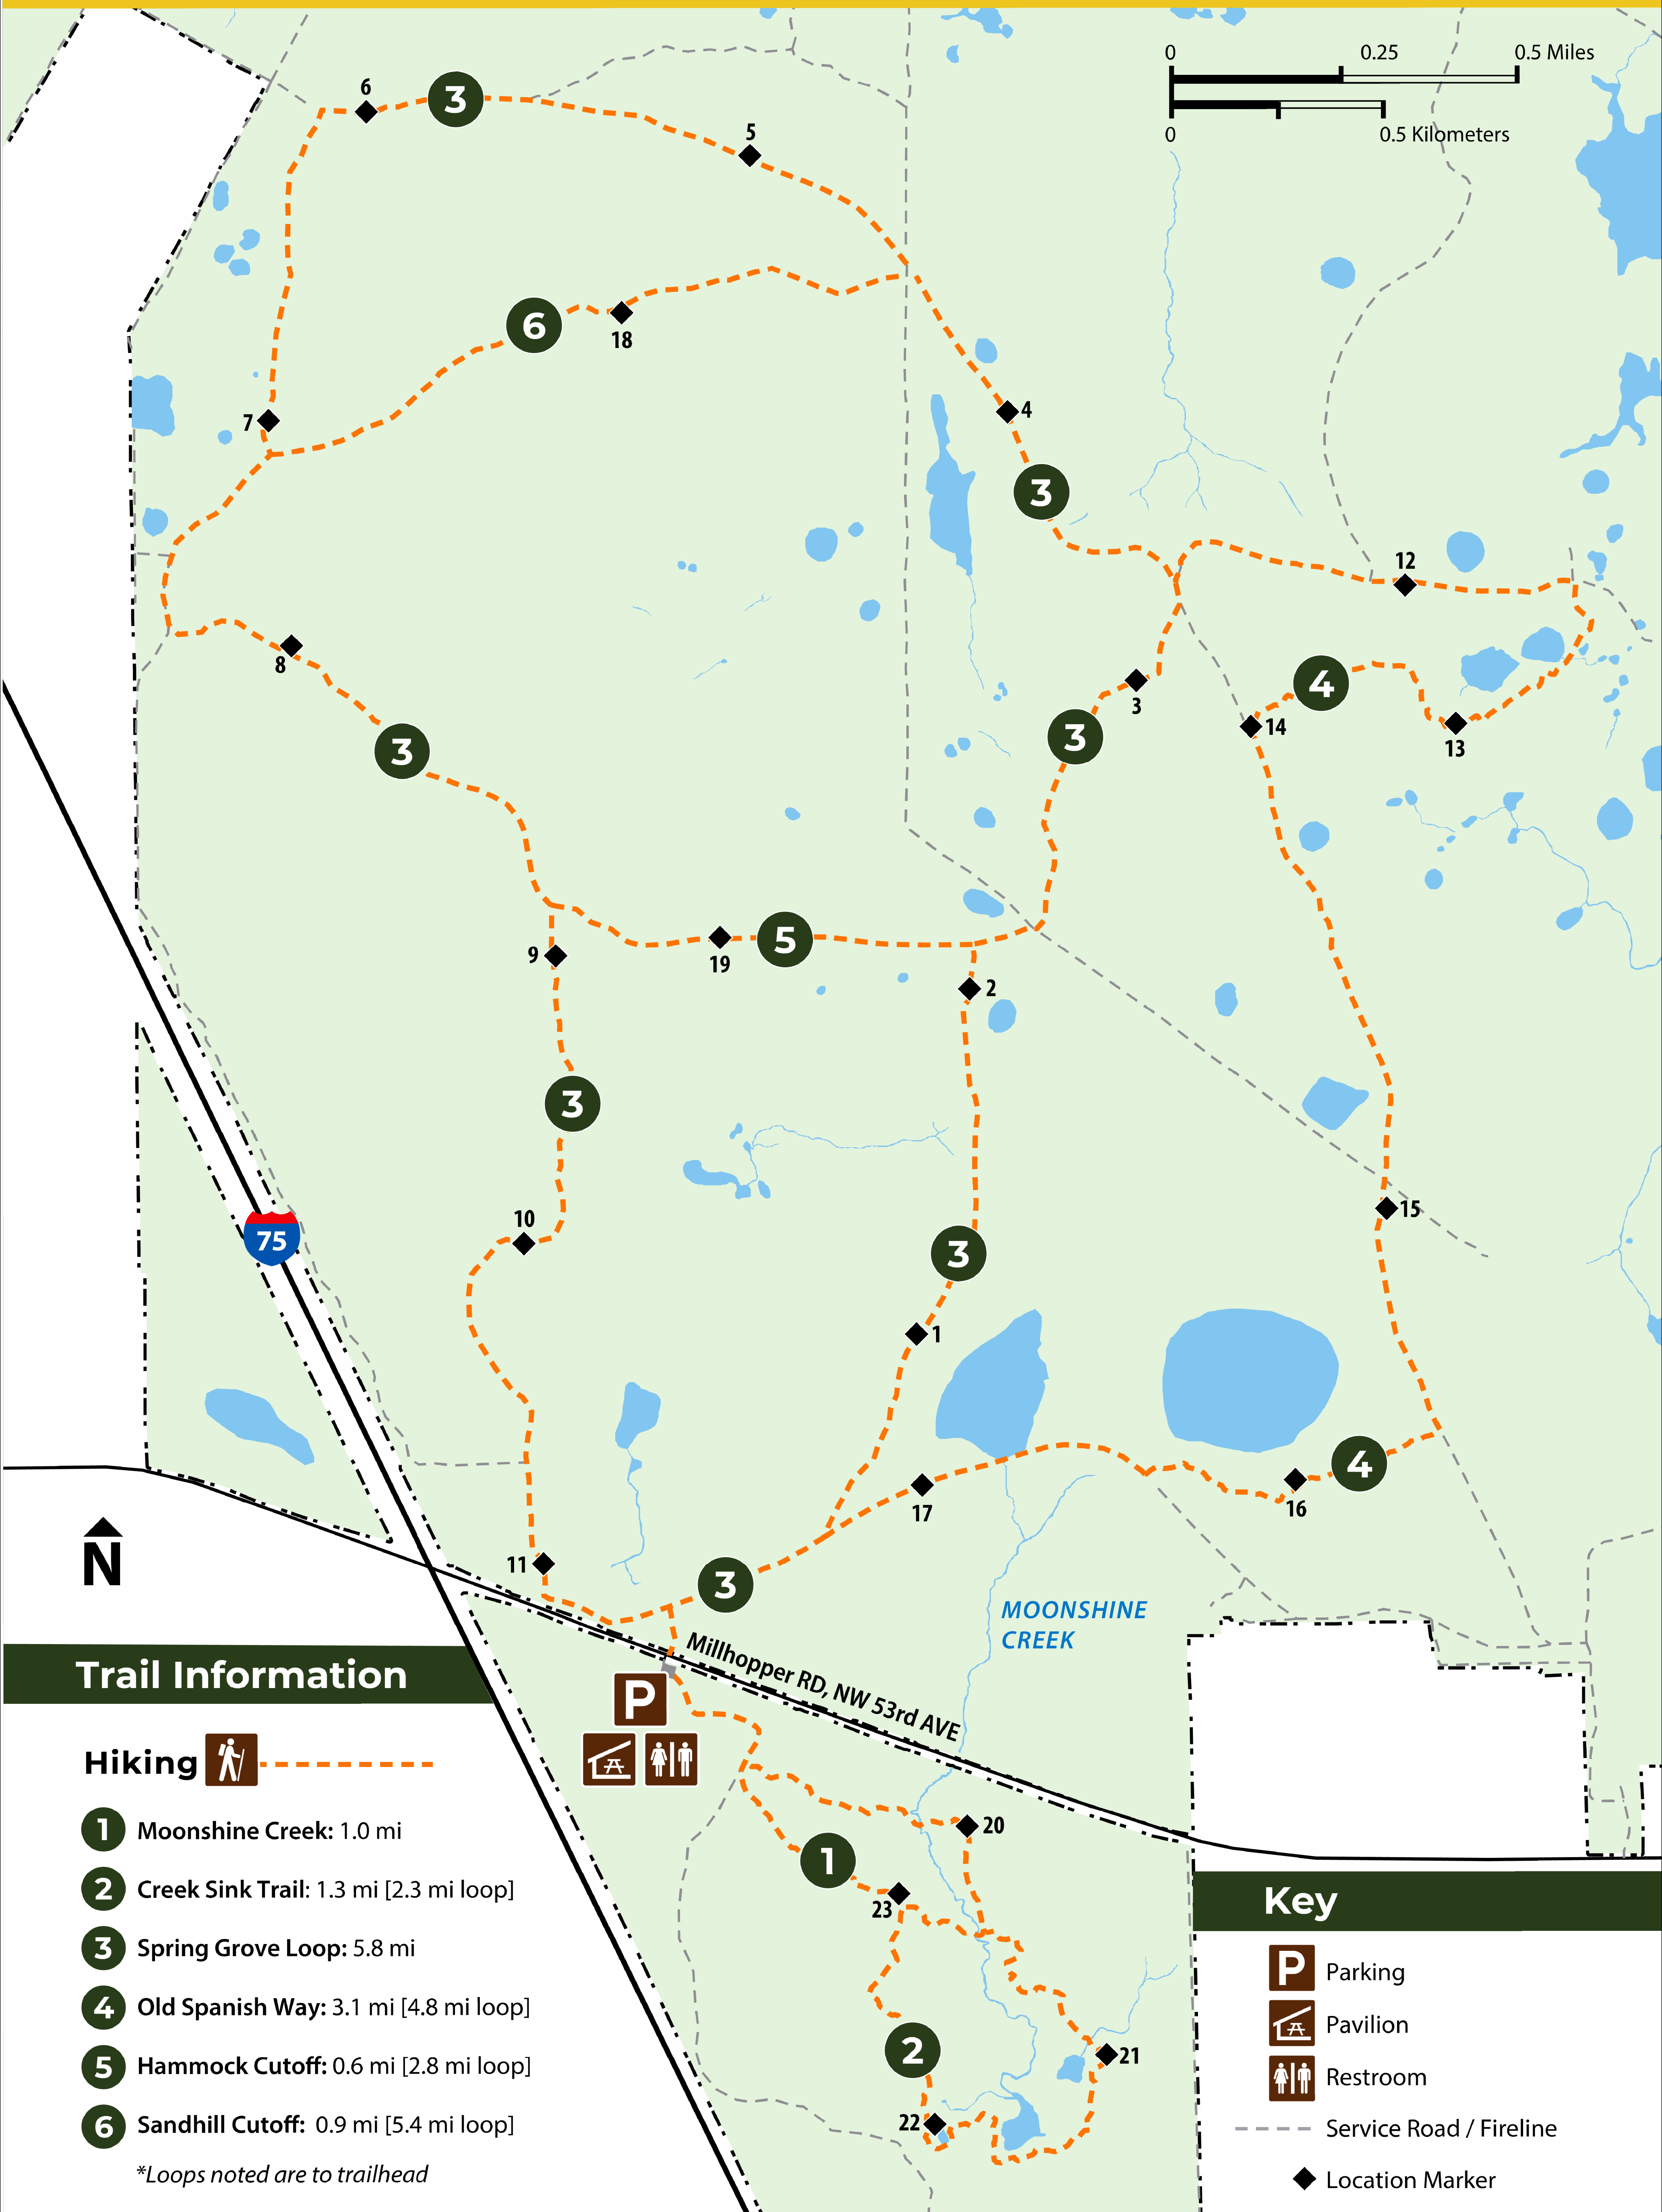 0 0.25 0.5 Miles
0 0.5 Kilometers
6
3
5
6
18
7
4
3
12
8
3
3
4
14
13
3
3
9
19
5
2
3
10
75
15
3
1
17
16
4
11
3
N
MOONSHINE
CREEK
Millhopper RD, NW 53rd AVE
P
20
1
23
2
21
22
Trail Information
Hiking
1 Moonshine Creek: 1.0 mi
2 Creek Sink Trail: 1.3 mi [2.3 mi loop]
3 Spring Grove Loop: 5.8 mi
4 Old Spanish Way: 3.1 mi [4.8 mi loop]
5 Hammock Cutoff: 0.6 mi [2.8 mi loop]
6 Sandhill Cutoff: 0.9 mi [5.4 mi loop]
*Loops noted are to trailhead
Key
P Parking
Pavilion
Restroom
Service Road / Fireline
Location Marker